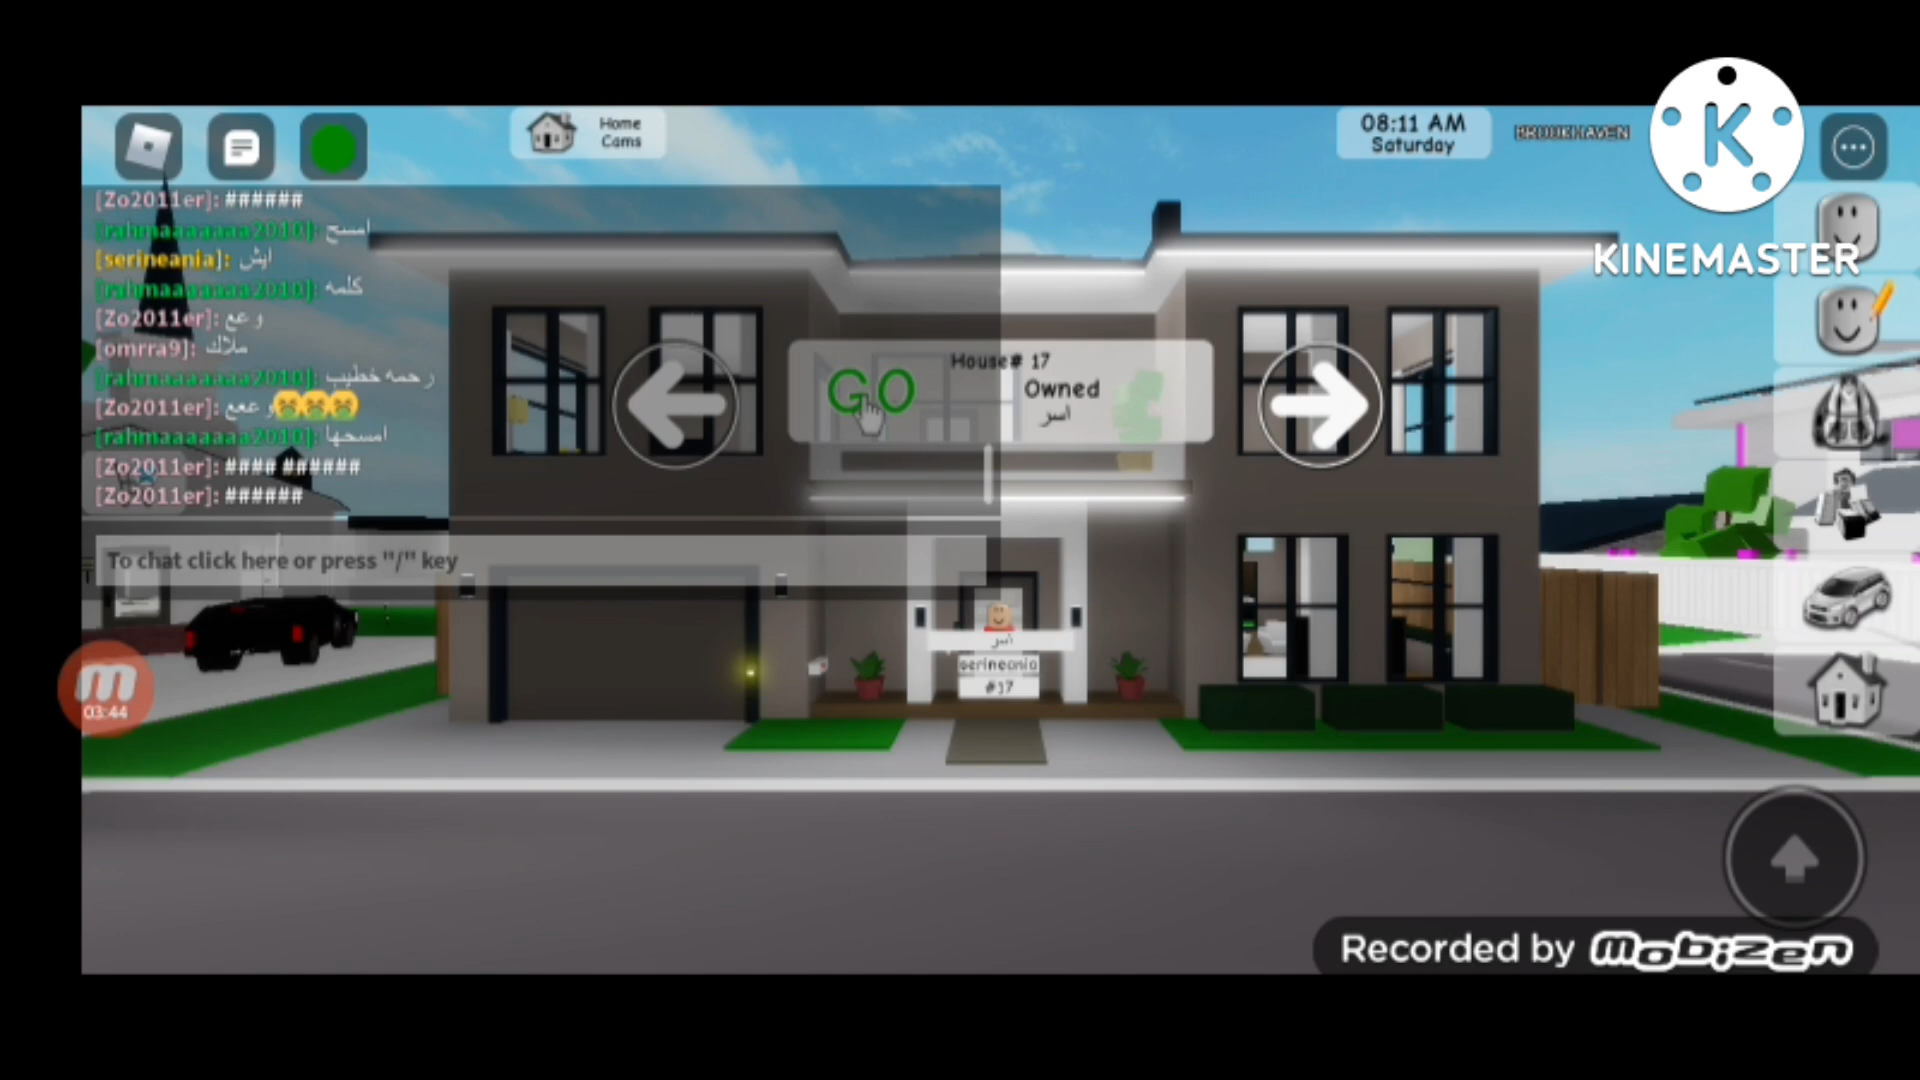 Home
Cams
08:11 AM
Saturday
BROOKHAVEN
K
KINEMASTER
[Zo2011er]: ######
[rahmaaaaaaa2010]: امسح
[serineania]: ايش
[rahmaaaaaaa2010]: كلمه
[Zo2011er]: و عع
[omrra9]: ملاك
[rahmaaaaaaa2010]: رحمه خطيب
[Zo2011er]: و ععع😭😭😭
[rahmaaaaaaa2010]: امسحها
[Zo2011er]: #### ######
[Zo2011er]: ######
To chat click here or press "/" key
House# 17
GO
Owned
اسر
اسر
serineania
#17
03:44
Recorded by mobizen